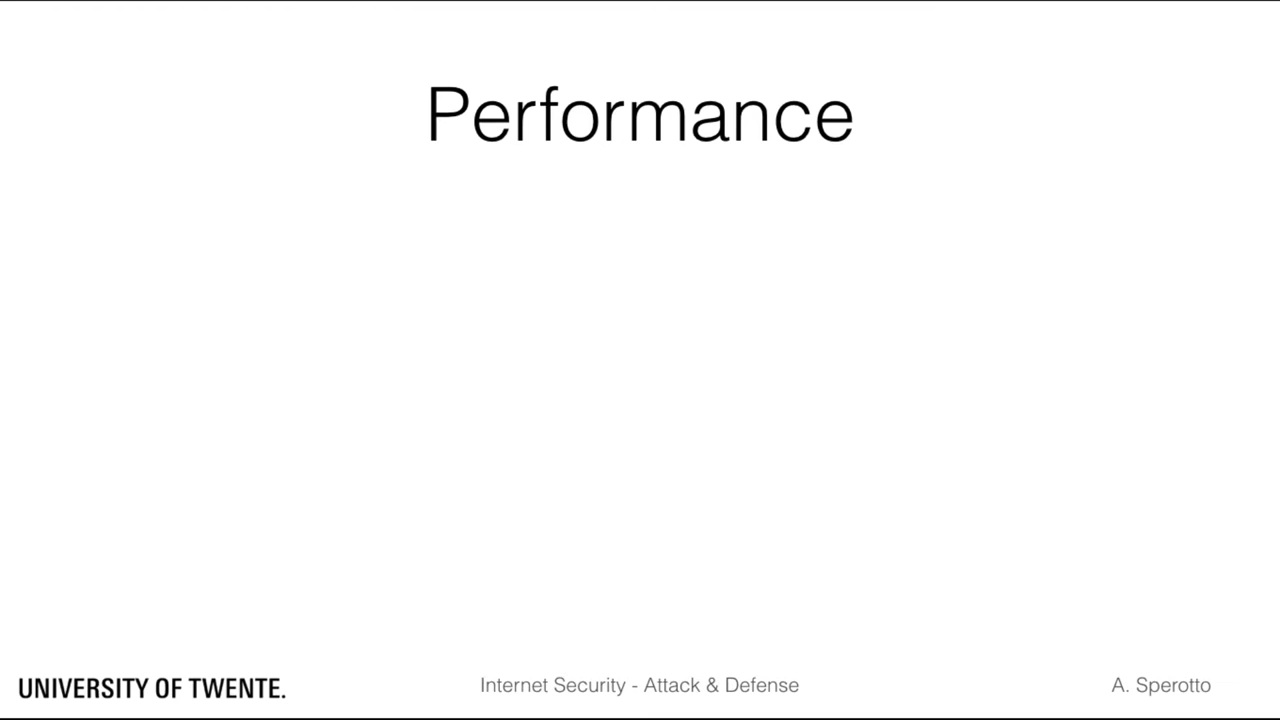 Performance
UNIVERSITY OF TWENTE.
Internet Security - Attack & Defense
A. Sperotto